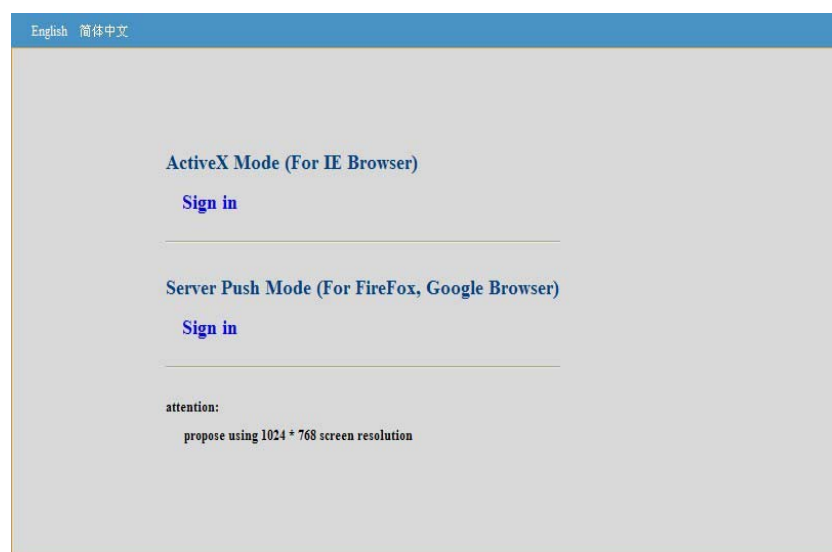 English 简体中文
ActiveX Mode (For IE Browser)
Sign in
Server Push Mode (For FireFox, Google Browser)
Sign in
attention:
propose using 1024 * 768 screen resolution